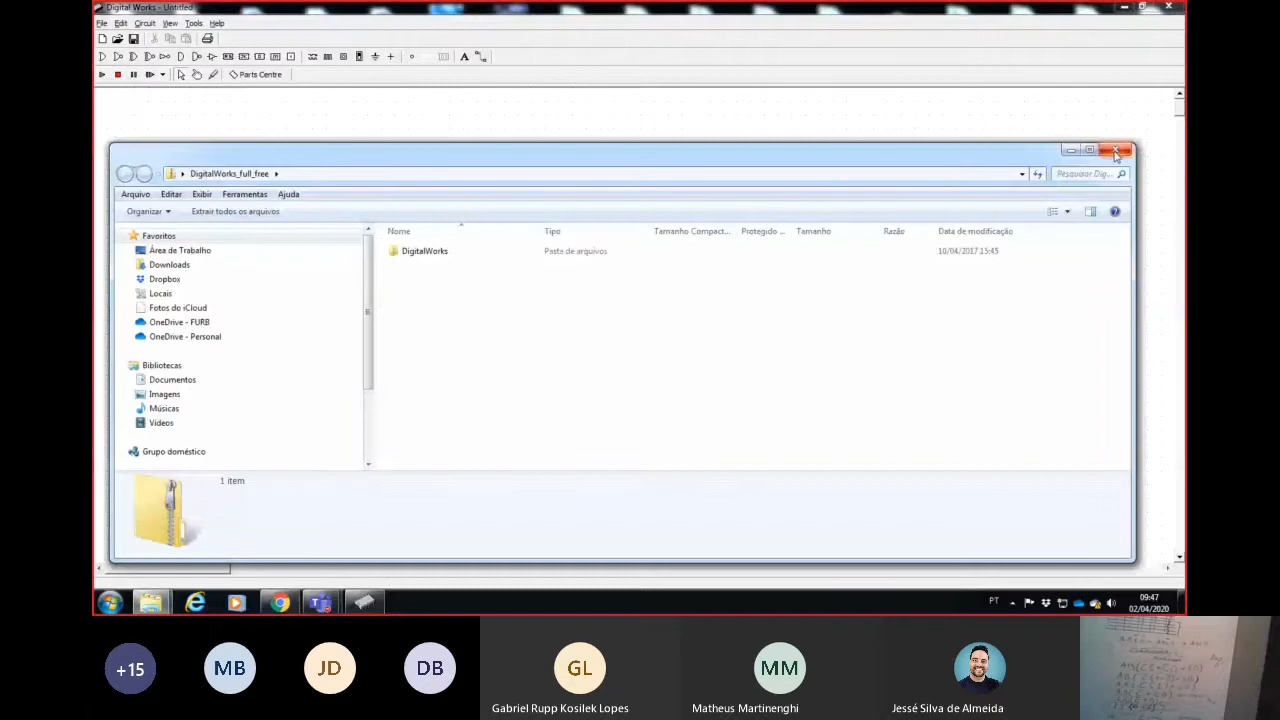 Digital Works - Untitled
File Edit Circuit View Tools Help
Parts Centre
DigitalWorks_full_free
Pesquisar Dig...
Arquivo Editar Exibir Ferramentas Ajuda
Organizar Extrair todos os arquivos
Nome Tipo Tamanho Compact... Protegido ... Tamanho Razão Data de modificação
DigitalWorks Pasta de arquivos 10/04/2017 15:45
Favoritos
Área de Trabalho
Downloads
Dropbox
Locais
Fotos do iCloud
OneDrive - FURB
OneDrive - Personal
Bibliotecas
Documentos
Imagens
Músicas
Vídeos
Grupo doméstico
1 item
PT
09:47
02/04/2020
+15
MB
JD
DB
GL
MM
Gabriel Rupp Kosilek Lopes
Matheus Martinenghi
Jessé Silva de Almeida